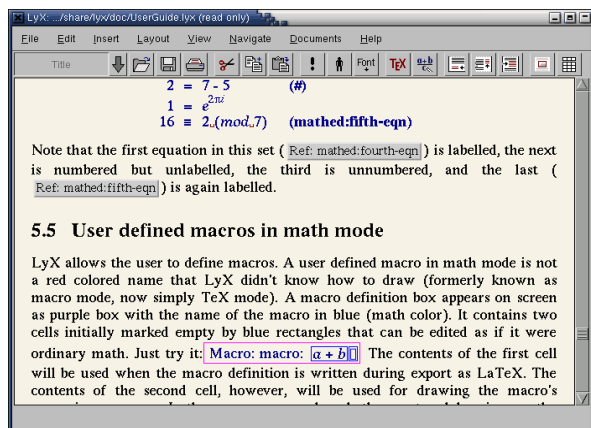 LyX: .../share/lyx/doc/UserGuide.lyx (read only)
File Edit Insert Layout View Navigate Documents Help
Title Font TEX a+b
2 = 7 - 5 (#)
1 = e^2πi
16 ≡ 2␣(mod␣7) (mathed:fifth-eqn)
Note that the first equation in this set ( Ref: mathed:fourth-eqn ) is labelled, the next
is numbered but unlabelled, the third is unnumbered, and the last (
Ref: mathed:fifth-eqn ) is again labelled.
5.5 User defined macros in math mode
LyX allows the user to define macros. A user defined macro in math mode is not
a red colored name that LyX didn't know how to draw (formerly known as
macro mode, now simply TeX mode). A macro definition box appears on screen
as purple box with the name of the macro in blue (math color). It contains two
cells initially marked empty by blue rectangles that can be edited as if it were
ordinary math. Just try it: Macro: macro: a + b The contents of the first cell
will be used when the macro definition is written during export as LaTeX. The
contents of the second cell, however, will be used for drawing the macro's